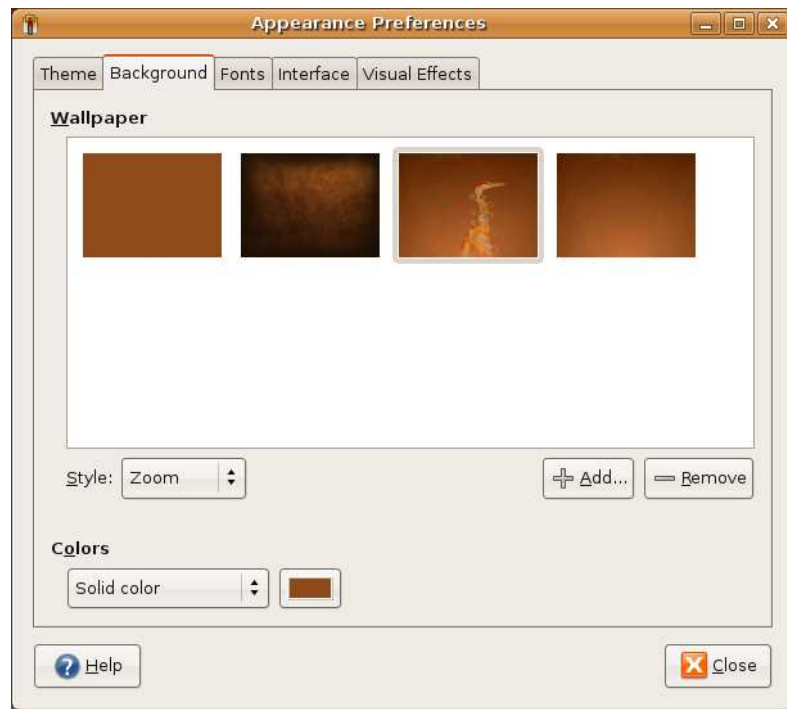 Appearance Preferences
Theme Background Fonts Interface Visual Effects
Wallpaper
Style: Zoom Add... Remove
Colors
Solid color
Help Close